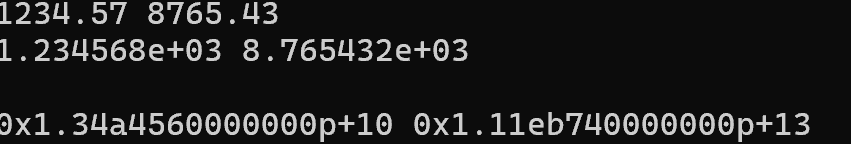 1234.57 8765.43
1.234568e+03 8.765432e+03
0x1.34a4560000000p+10 0x1.11eb740000000p+13